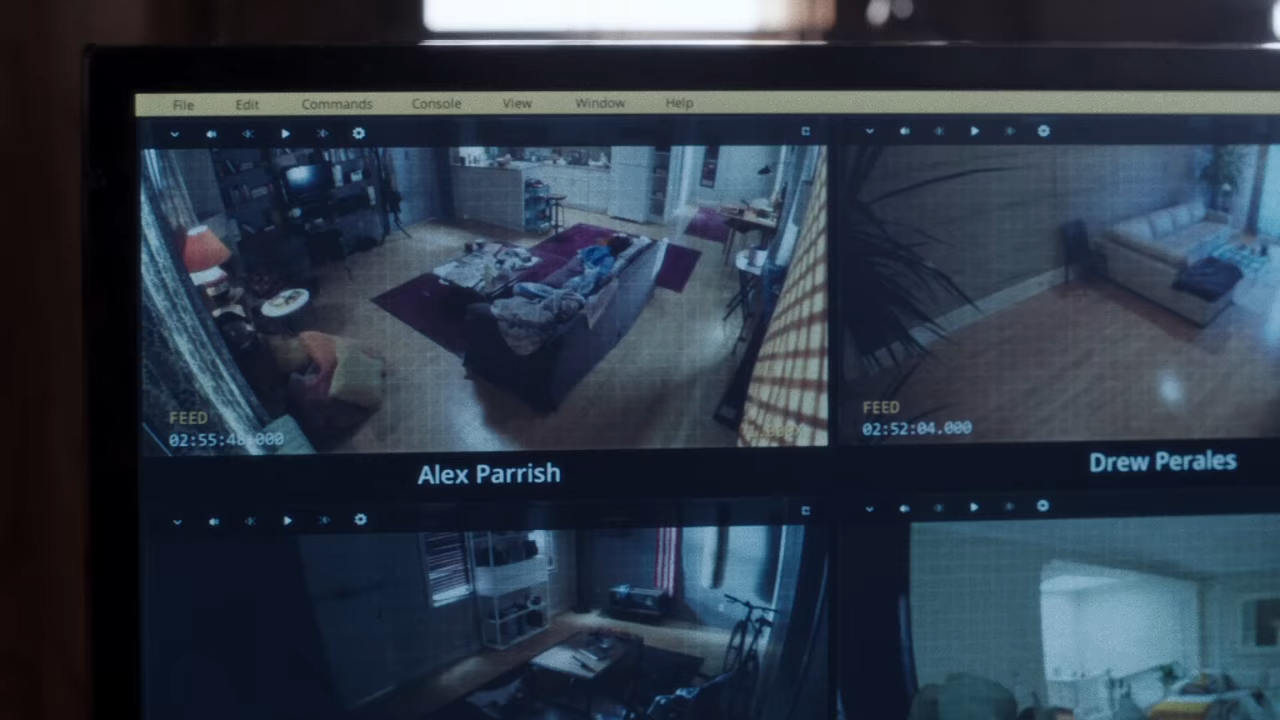 File Edit Commands Console View Window Help
FEED
02:55:48.000
FEED
02:52:04.000
Alex Parrish
Drew Perales